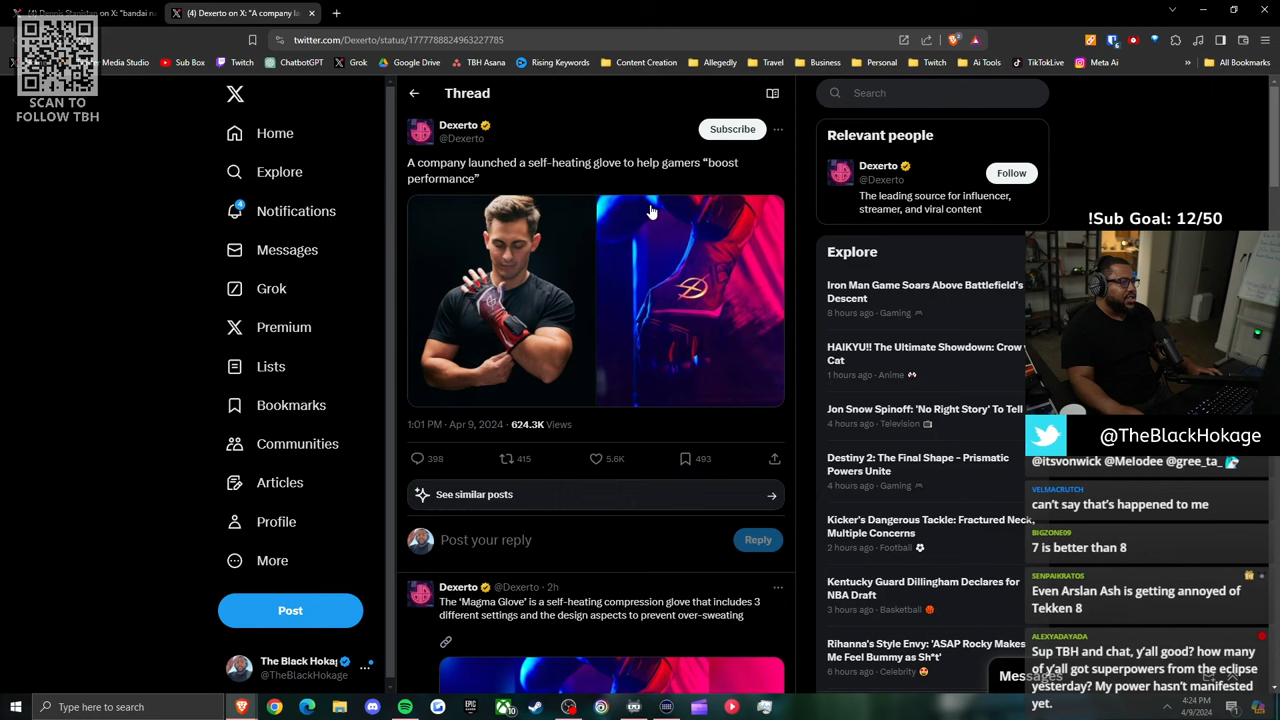 (4) Dexerto on X: "A company la
twitter.com/Dexerto/status/1777788824963227785
Media Studio
Sub Box
Twitch
ChatbotGPT
Grok
Google Drive
TBH Asana
Rising Keywords
Content Creation
Allegedly
Travel
Business
Personal
Twitch
Ai Tools
TikTokLive
Meta Ai
»
All Bookmarks
SCAN TO
FOLLOW TBH
Home
Explore
4
Notifications
Messages
Grok
Premium
Lists
Bookmarks
Communities
Articles
Profile
More
Post
The Black Hokag
@TheBlackHokage
Thread
Dexerto
@Dexerto
Subscribe
A company launched a self-heating glove to help gamers “boost
performance”
1:01 PM · Apr 9, 2024 · 624.3K Views
398
415
5.6K
493
See similar posts
Post your reply
Reply
Dexerto @Dexerto · 2h
The ‘Magma Glove’ is a self-heating compression glove that includes 3
different settings and the design aspects to prevent over-sweating
Search
Relevant people
Dexerto
@Dexerto
Follow
The leading source for influencer,
streamer, and viral content
!Sub Goal: 12/50
Explore
Iron Man Game Soars Above Battlefield's
Descent
8 hours ago · Gaming
HAIKYU!! The Ultimate Showdown: Crow
Cat
1 hours ago · Anime
Jon Snow Spinoff: 'No Right Story' To Tell
4 hours ago · Television
Destiny 2: The Final Shape – Prismatic
Powers Unite
4 hours ago · Gaming
Kicker's Dangerous Tackle: Fractured Neck,
Multiple Concerns
2 hours ago · Football
Kentucky Guard Dillingham Declares for
NBA Draft
3 hours ago · Basketball
Rihanna's Style Envy: 'ASAP Rocky Makes
Me Feel Bummy as Sh*t'
6 hours ago · Celebrity
Messages
@TheBlackHokage
@itsvonwick @Melodee @gree_ta_
VELMACRUTCH
can’t say that’s happened to me
BIGZONE09
7 is better than 8
SENPAIKRATOS
Even Arslan Ash is getting annoyed of
Tekken 8
ALEXYADAYADA
Sup TBH and chat, y'all good? how many
of y'all got superpowers from the eclipse
yesterday? My power hasn't manifested
yet.
Type here to search
4:24 PM
4/9/2024